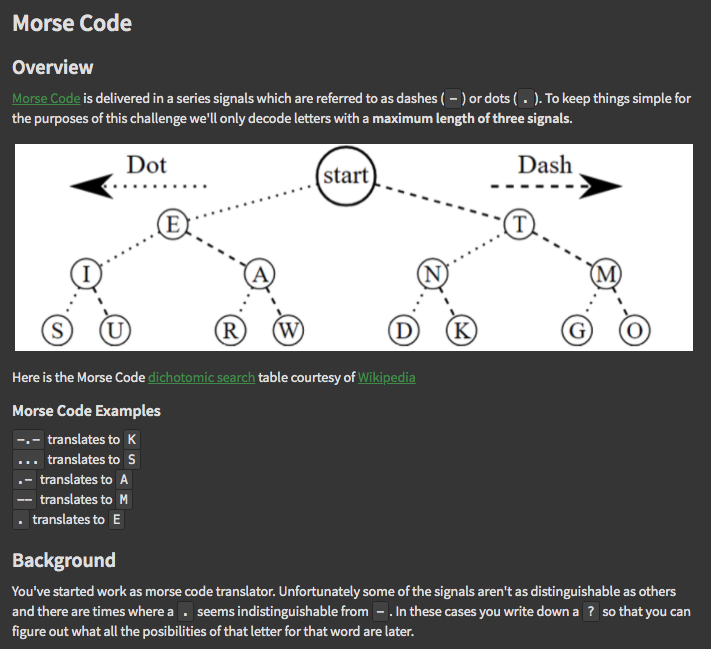 Morse Code
Overview
Morse Code is delivered in a series signals which are referred to as dashes ( - ) or dots ( . ). To keep things simple for
the purposes of this challenge we'll only decode letters with a maximum length of three signals.
Dot
start
Dash
E
T
I
A
N
M
S
U
R
W
D
K
G
O
Here is the Morse Code dichotomic search table courtesy of Wikipedia
Morse Code Examples
-.- translates to K
... translates to S
.- translates to A
-- translates to M
. translates to E
Background
You've started work as morse code translator. Unfortunately some of the signals aren't as distinguishable as others
and there are times where a . seems indistinguishable from - . In these cases you write down a ? so that you can
figure out what all the posibilities of that letter for that word are later.